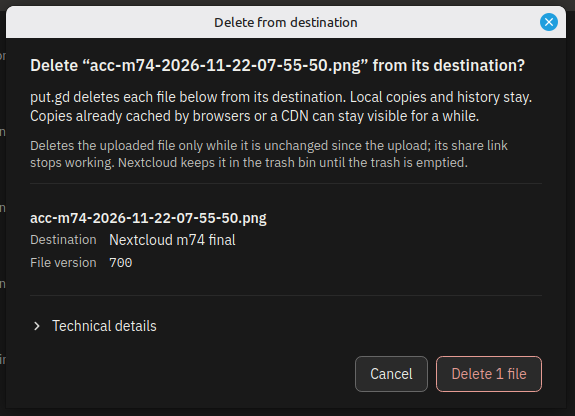 Delete from destination
Delete “acc-m74-2026-11-22-07-55-50.png” from its destination?
put.gd deletes each file below from its destination. Local copies and history stay.
Copies already cached by browsers or a CDN can stay visible for a while.
Deletes the uploaded file only while it is unchanged since the upload; its share link
stops working. Nextcloud keeps it in the trash bin until the trash is emptied.
acc-m74-2026-11-22-07-55-50.png
Destination Nextcloud m74 final
File version 700
Technical details
Cancel Delete 1 file